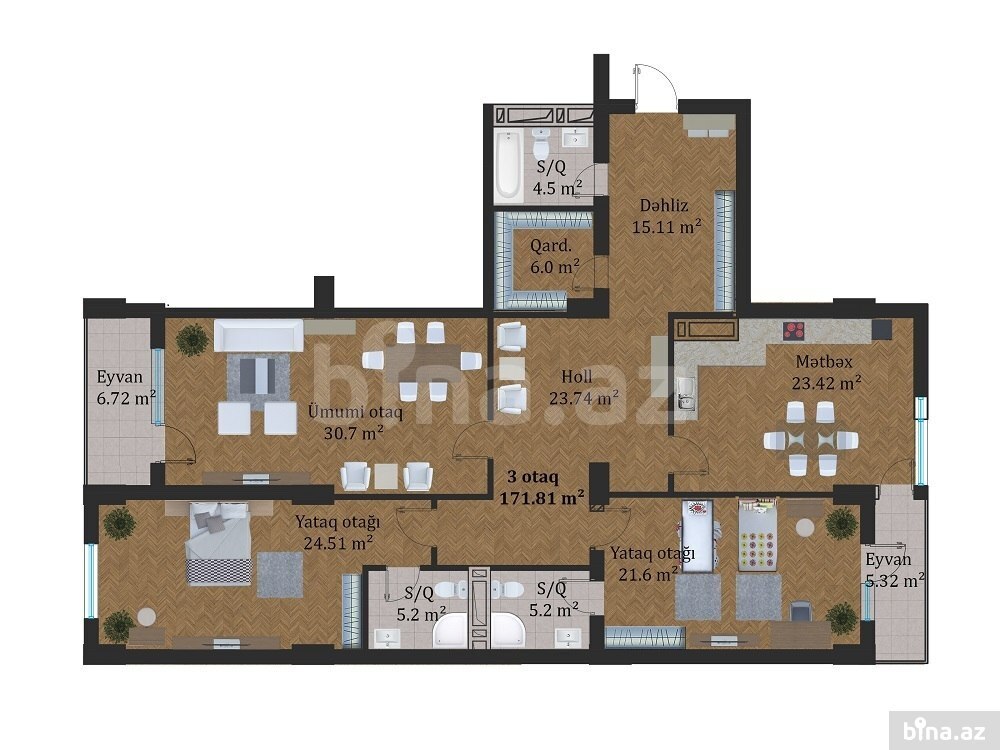 S/Q
4.5 m²
Dəhliz
15.11 m²
Qard.
6.0 m²
Eyvan
6.72 m²
Ümumi otaq
30.7 m²
Holl
23.74 m²
Mətbəx
23.42 m²
bina.az
3 otaq
171.81 m²
Yataq otağı
24.51 m²
Yataq otağı
21.6 m²
Eyvan
5.32 m²
S/Q
5.2 m²
S/Q
5.2 m²
bina.az